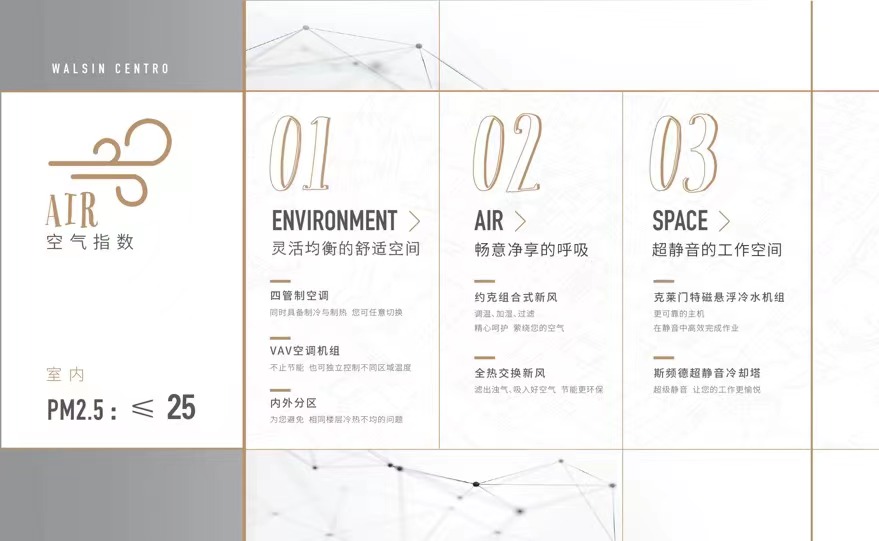 WALSIN CENTRO
AIR
空气指数
室内
PM2.5： ≤ 25
01
ENVIRONMENT >
灵活均衡的舒适空间
四管制空调
同时具备制冷与制热 您可任意切换
VAV空调机组
不止节能 也可独立控制不同区域温度
内外分区
为您避免 相同楼层冷热不均的问题
02
AIR >
畅意净享的呼吸
约克组合式新风
调温、加湿、过滤
精心呵护 萦绕您的空气
全热交换新风
滤出浊气、吸入好空气 节能更环保
03
SPACE >
超静音的工作空间
克莱门特磁悬浮冷水机组
更可靠的主机
在静音中高效完成作业
斯频德超静音冷却塔
超级静音 让您的工作更愉悦